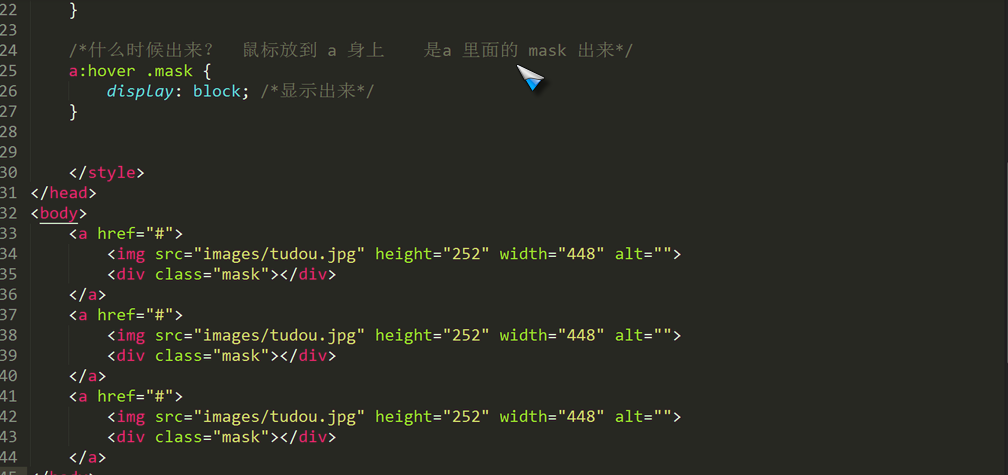 22 }
23
24 /*什么时候出来？ 鼠标放到 a 身上 是a 里面的 mask 出来*/
25 a:hover .mask {
26 display: block; /*显示出来*/
27 }
28
29
30 </style>
31 </head>
32 <body>
33 <a href="#">
34 <img src="images/tudou.jpg" height="252" width="448" alt="">
35 <div class="mask"></div>
36 </a>
37 <a href="#">
38 <img src="images/tudou.jpg" height="252" width="448" alt="">
39 <div class="mask"></div>
40 </a>
41 <a href="#">
42 <img src="images/tudou.jpg" height="252" width="448" alt="">
43 <div class="mask"></div>
44 </a>